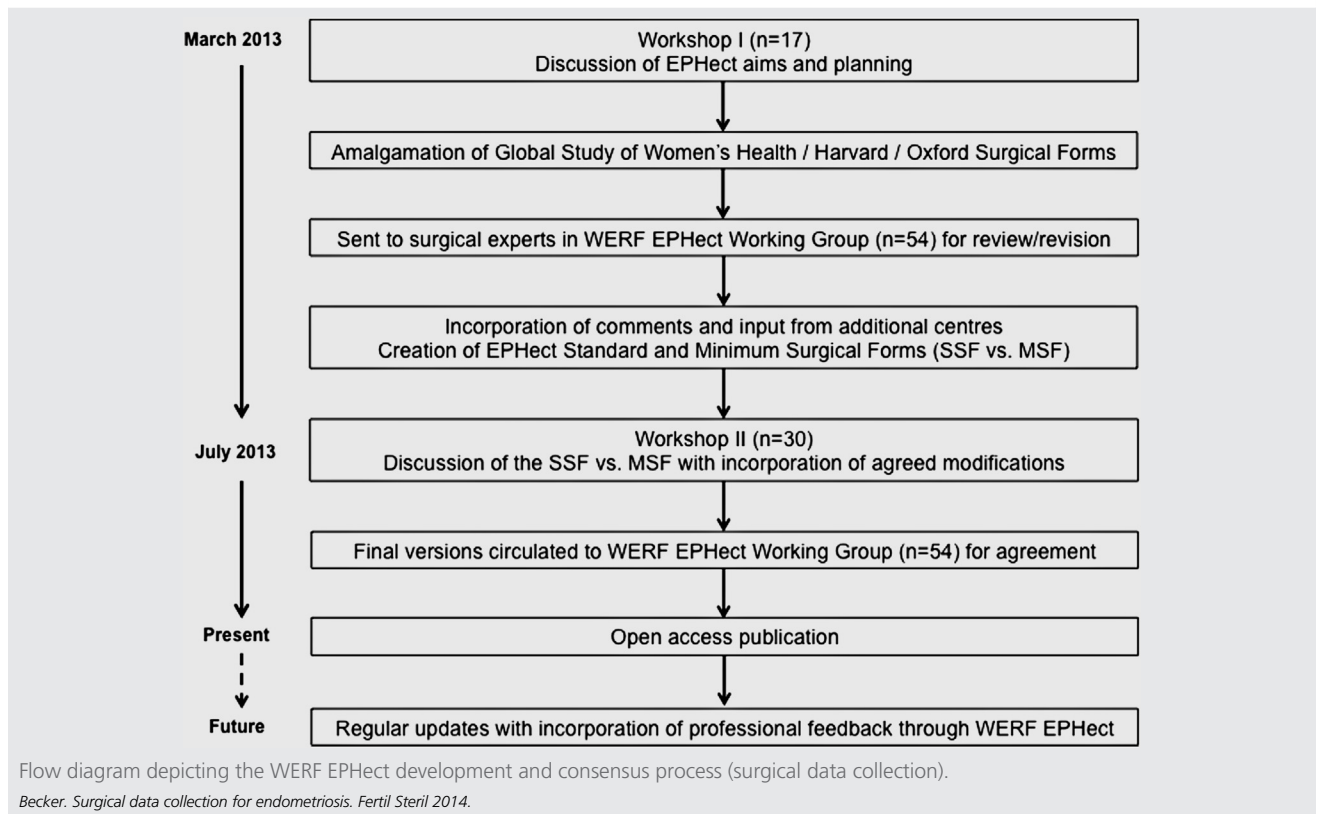 March 2013
Workshop I (n=17)
Discussion of EPHect aims and planning
Amalgamation of Global Study of Women's Health / Harvard / Oxford Surgical Forms
Sent to surgical experts in WERF EPHect Working Group (n=54) for review/revision
Incorporation of comments and input from additional centres
Creation of EPHect Standard and Minimum Surgical Forms (SSF vs. MSF)
July 2013
Workshop II (n=30)
Discussion of the SSF vs. MSF with incorporation of agreed modifications
Final versions circulated to WERF EPHect Working Group (n=54) for agreement
Present
Open access publication
Future
Regular updates with incorporation of professional feedback through WERF EPHect
Flow diagram depicting the WERF EPHect development and consensus process (surgical data collection).
Becker. Surgical data collection for endometriosis. Fertil Steril 2014.